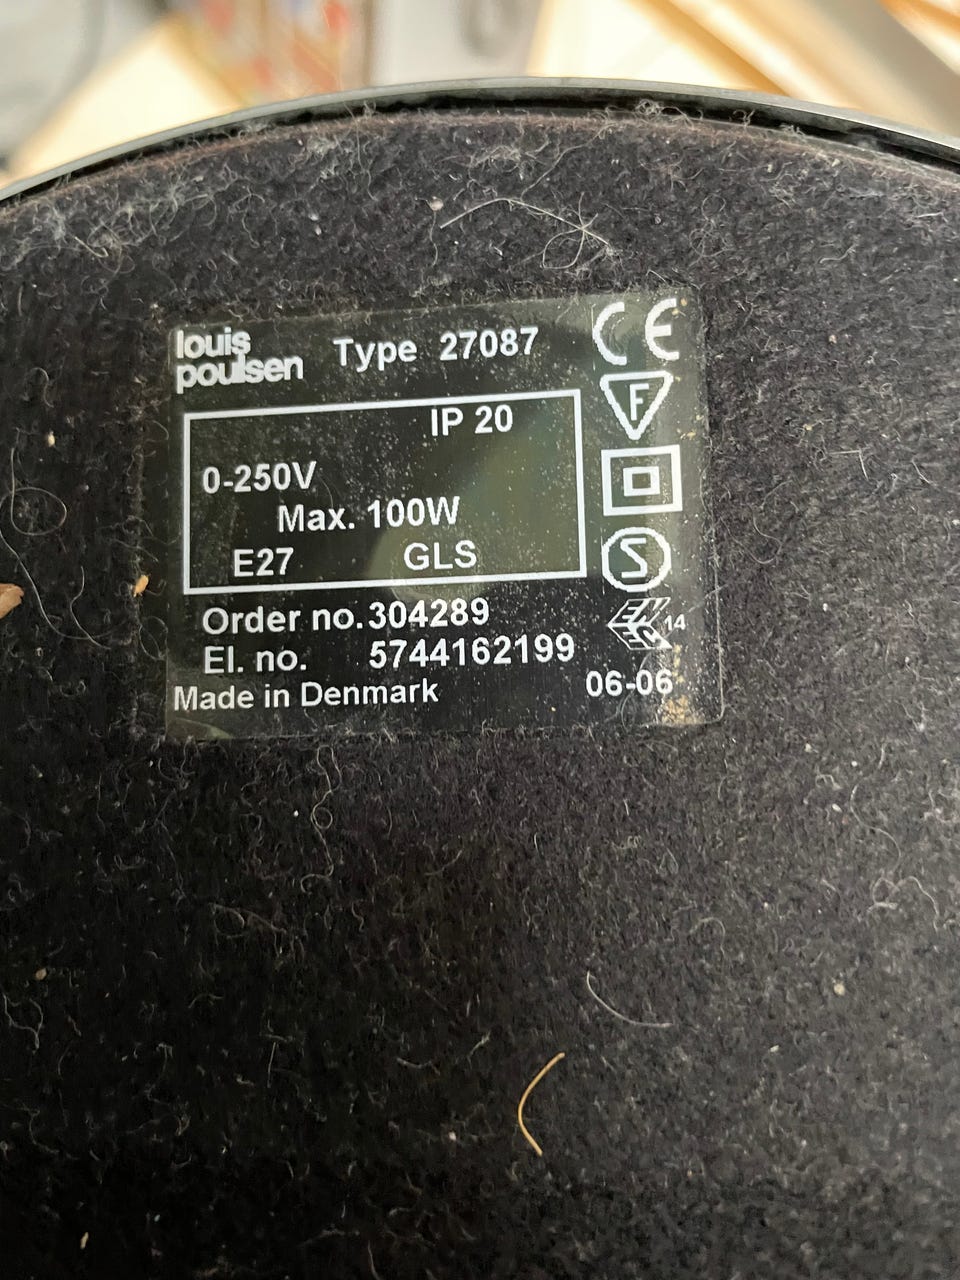 louis
poulsen
Type 27087
CE
F
IP 20
0-250V
Max. 100W
E27 GLS
S
Order no. 304289
14
El. no. 5744162199
Made in Denmark 06-06